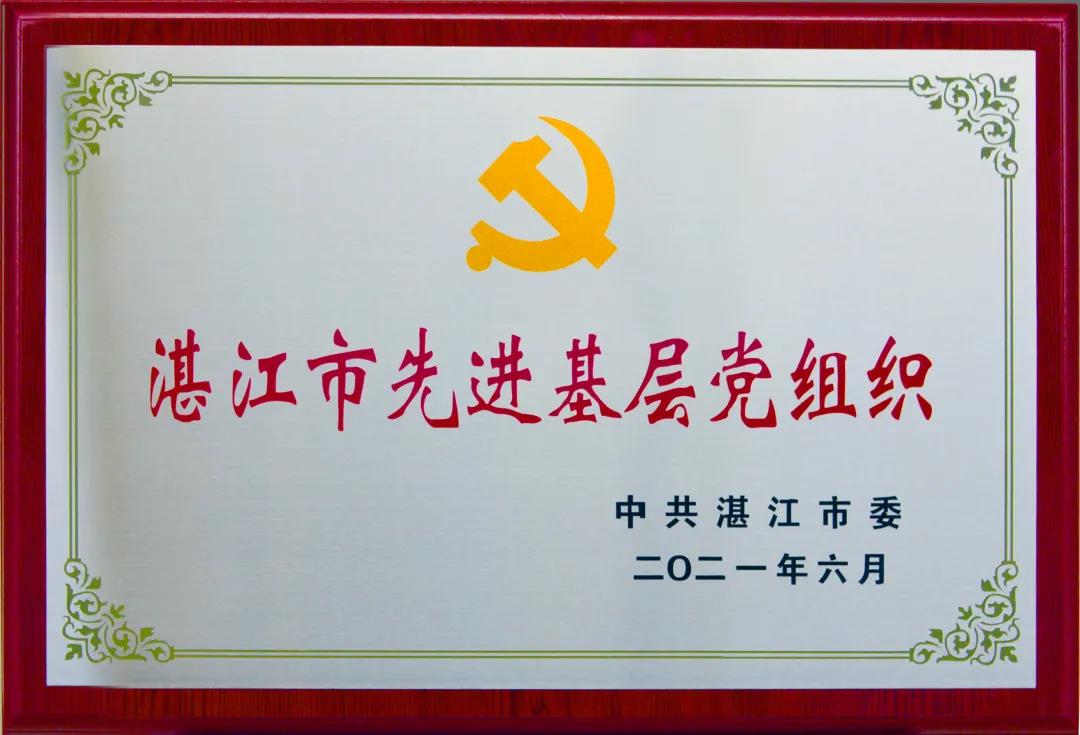 湛江市先进基层党组织
中共湛江市委
二〇二一年六月